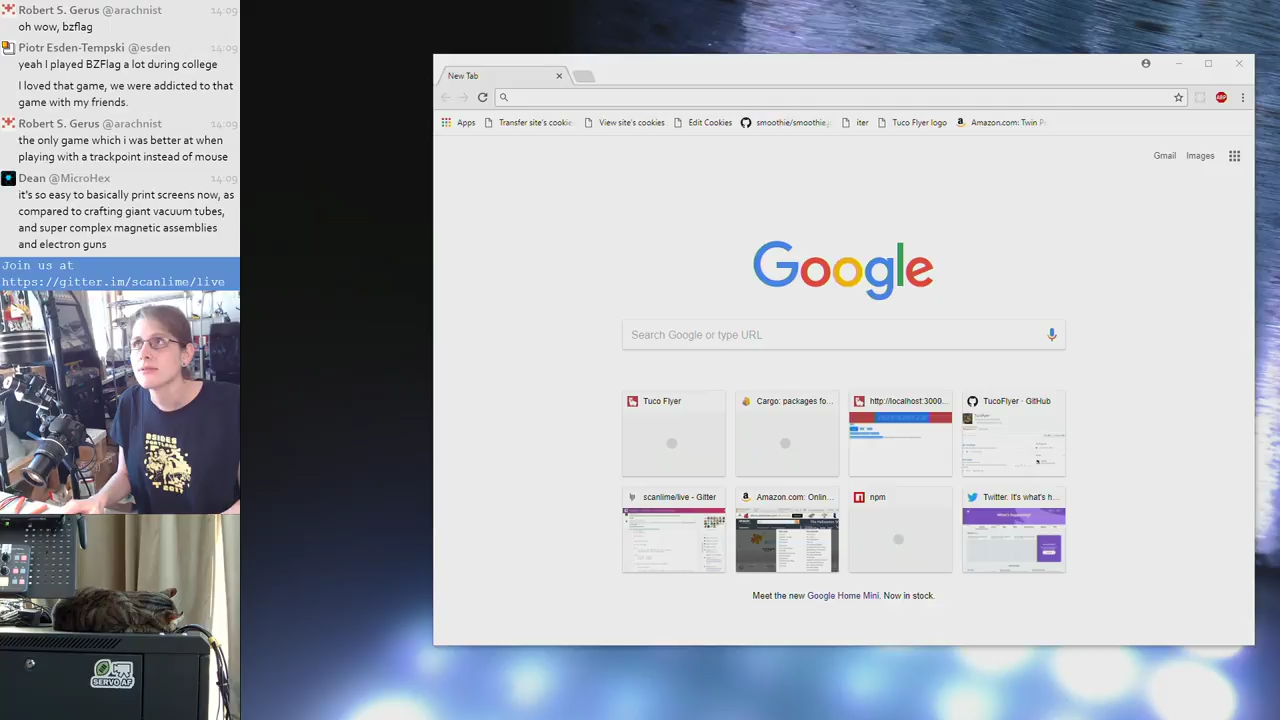 Robert S. Gerus @arachnist 14:09
oh wow, bzflag
Piotr Esden-Tempski @esden 14:09
yeah I played BZFlag a lot during college
I loved that game, we were addicted to that
game with my friends.
Robert S. Gerus @arachnist 14:09
the only game which i was better at when
playing with a trackpoint instead of mouse
Dean @MicroHex 14:09
it's so easy to basically print screens now, as
compared to crafting giant vacuum tubes,
and super complex magnetic assemblies
and electron guns
Join us at
https://gitter.im/scanlime/live
New Tab
Apps Transfer site's cookie View site's cookies Edit Cookies smoothie/smoothie Iter Tuco Flyer logo Amazon.com: Twin
Gmail Images
Google
Search Google or type URL
Tuco Flyer Cargo: packages fo... http://localhost:3000... TucoFlyer · GitHub
scanlime/live - Gitter Amazon.com: Onlin... npm Twitter: It's what's h...
Meet the new Google Home Mini. Now in stock.
BSIDES
2017
SERVO AF
ABP